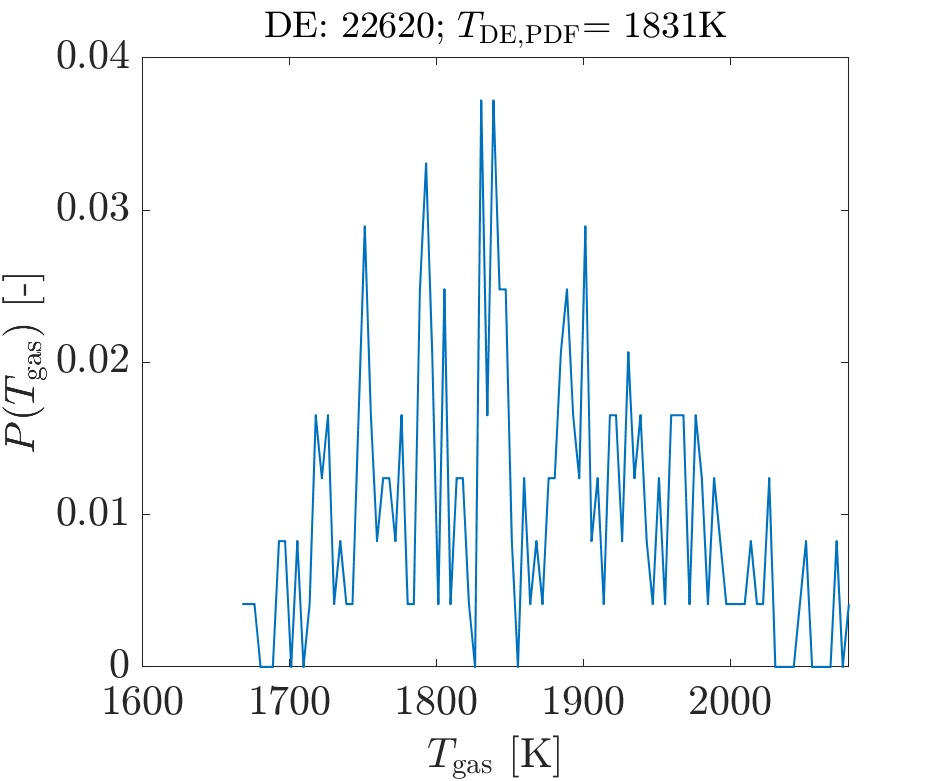 DE: 22620; T_DE,PDF= 1831K
0.04
0.03
0.02
0.01
0
P(T_gas) [-]
1600 1700 1800 1900 2000
T_gas [K]